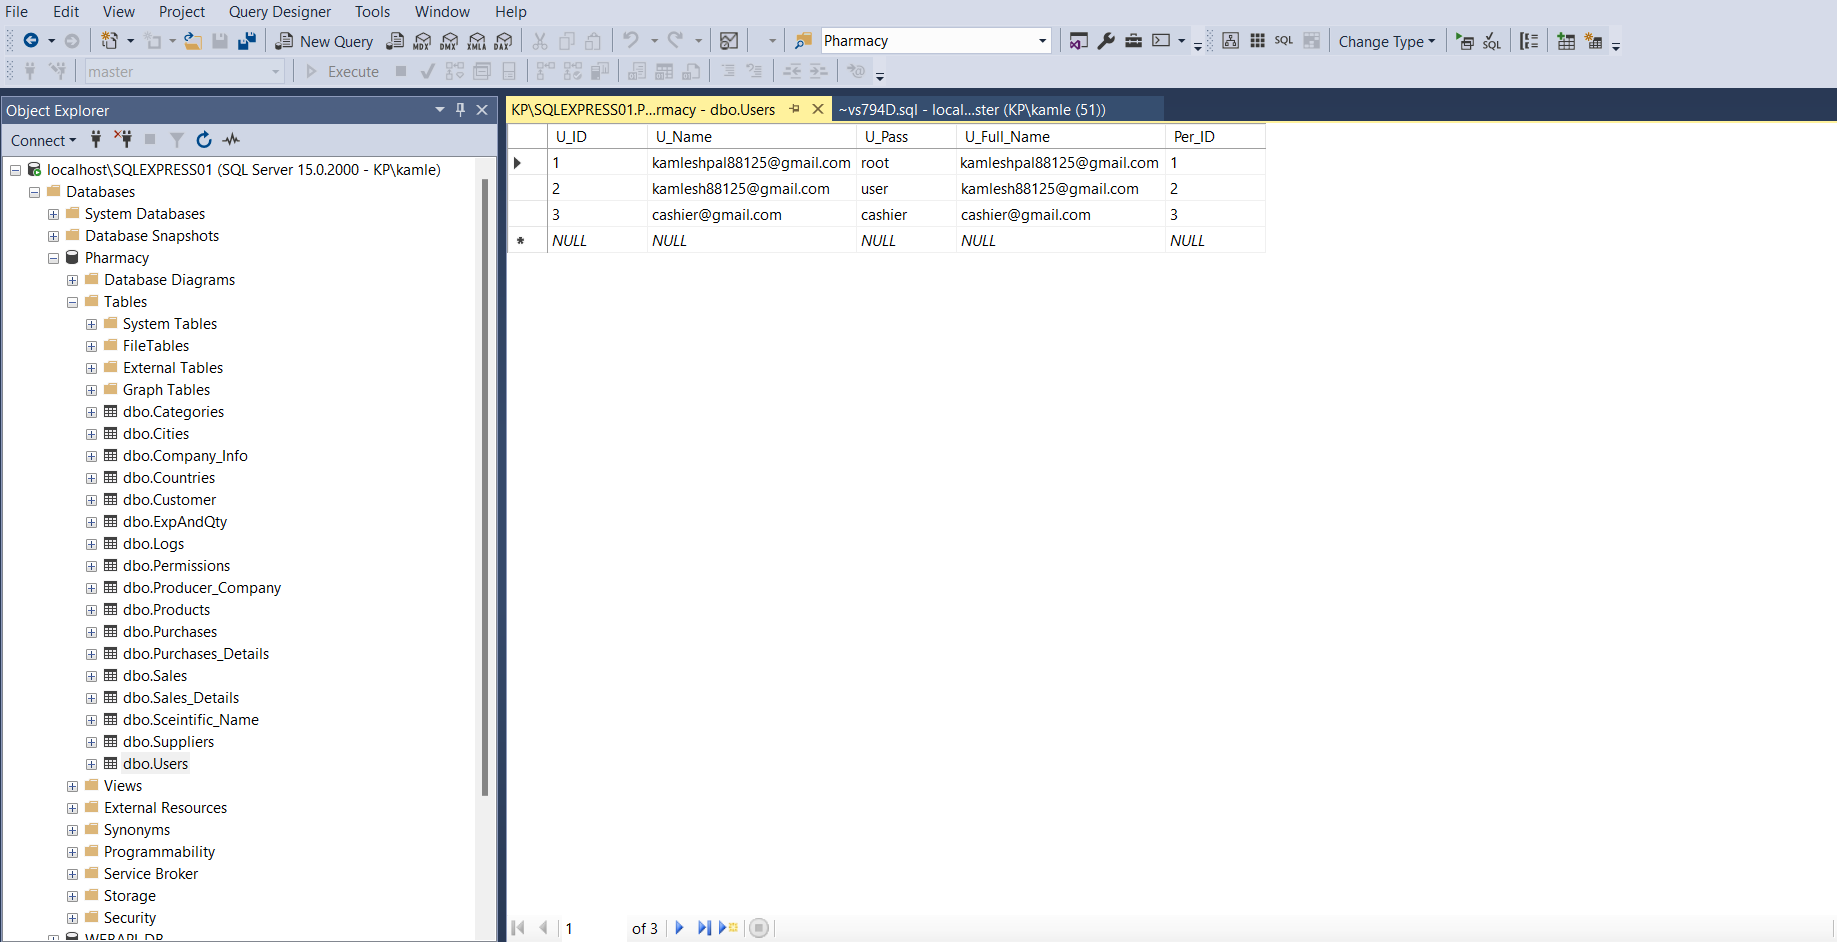 File Edit View Project Query Designer Tools Window Help
New Query MDX DMX XMLA DAX Pharmacy SQL Change Type SQL
master Execute
Object Explorer
KP\SQLEXPRESS01.P...rmacy - dbo.Users ~vs794D.sql - local...ster (KP\kamle (51))
Connect
U_ID U_Name U_Pass U_Full_Name Per_ID
1 kamleshpal88125@gmail.com root kamleshpal88125@gmail.com 1
2 kamlesh88125@gmail.com user kamlesh88125@gmail.com 2
3 cashier@gmail.com cashier cashier@gmail.com 3
NULL NULL NULL NULL NULL
localhost\SQLEXPRESS01 (SQL Server 15.0.2000 - KP\kamle)
Databases
System Databases
Database Snapshots
Pharmacy
Database Diagrams
Tables
System Tables
FileTables
External Tables
Graph Tables
dbo.Categories
dbo.Cities
dbo.Company_Info
dbo.Countries
dbo.Customer
dbo.ExpAndQty
dbo.Logs
dbo.Permissions
dbo.Producer_Company
dbo.Products
dbo.Purchases
dbo.Purchases_Details
dbo.Sales
dbo.Sales_Details
dbo.Sceintific_Name
dbo.Suppliers
dbo.Users
Views
External Resources
Synonyms
Programmability
Service Broker
Storage
Security
WEBAPI_DB
1 of 3